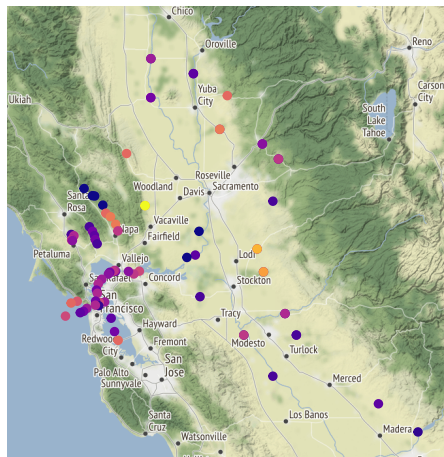 Chico
Oroville
Reno
Yuba
City
Carson
City
Ukiah
South
Lake
Tahoe
Roseville
Woodland
Sacramento
Davis
Santa
Rosa
Vacaville
Napa
Fairfield
Petaluma
Lodi
Vallejo
San Rafael
Concord
Stockton
San
Francisco
Tracy
Hayward
Modesto
Redwood
City
Fremont
Turlock
San
Jose
Palo Alto
Sunnyvale
Merced
Santa
Cruz
Los Banos
Madera
Watsonville